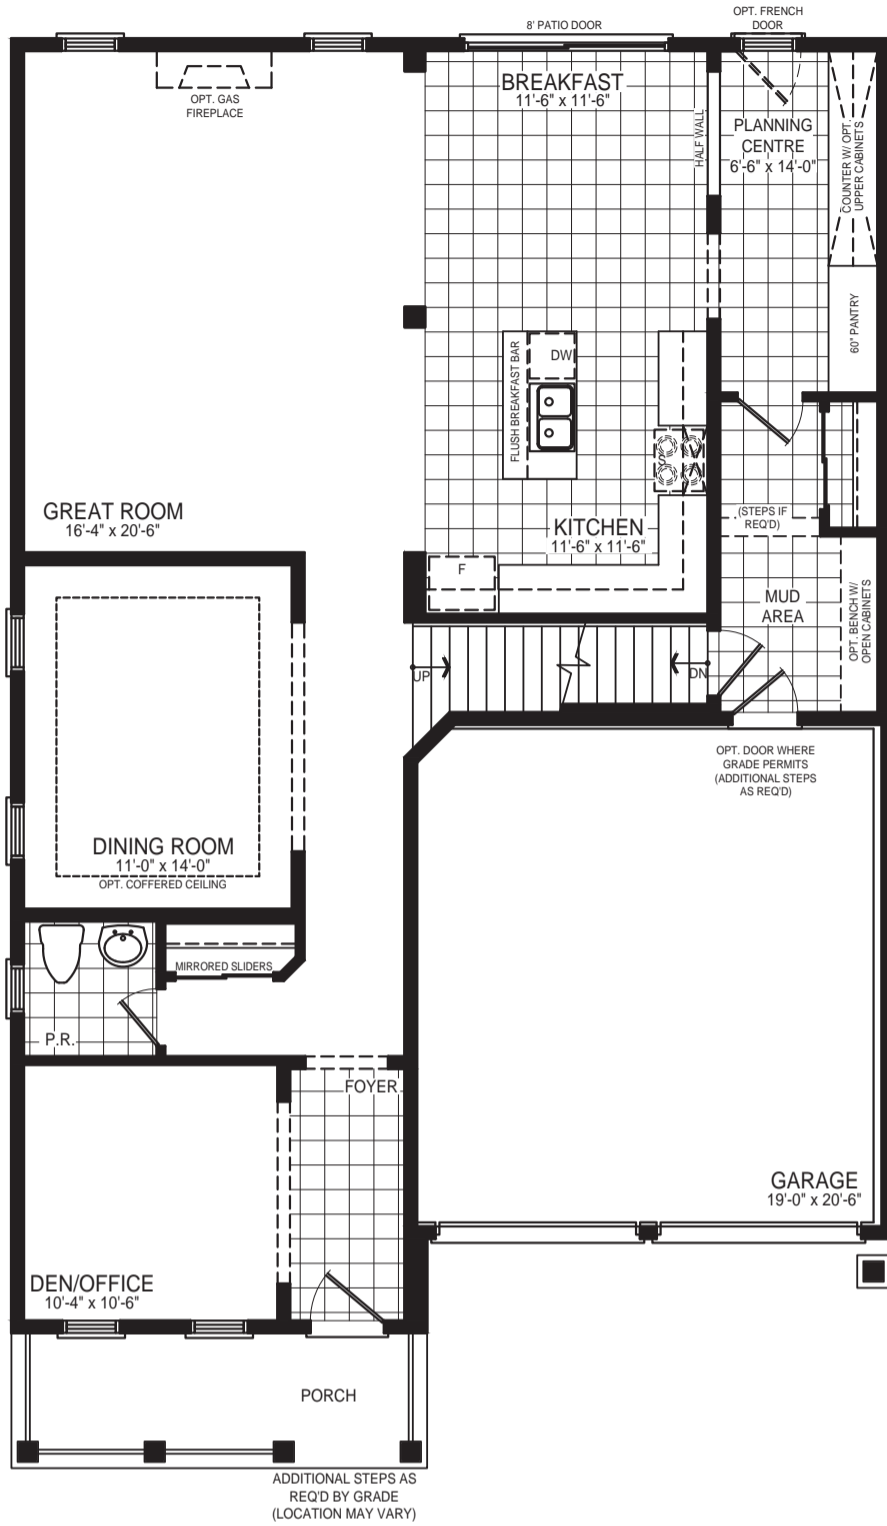 8' PATIO DOOR
OPT. FRENCH
DOOR
OPT. GAS
FIREPLACE
BREAKFAST
11'-6" x 11'-6"
HALF WALL
PLANNING
CENTRE
6'-6" x 14'-0"
COUNTER W/ OPT.
UPPER CABINETS
60" PANTRY
FLUSH BREAKFAST BAR
DW
S
GREAT ROOM
16'-4" x 20'-6"
KITCHEN
11'-6" x 11'-6"
F
(STEPS IF
REQ'D)
MUD
AREA
OPT. BENCH W/
OPEN CABINETS
UP
DN
OPT. DOOR WHERE
GRADE PERMITS
(ADDITIONAL STEPS
AS REQ'D)
DINING ROOM
11'-0" x 14'-0"
OPT. COFFERED CEILING
MIRRORED SLIDERS
P.R.
FOYER
GARAGE
19'-0" x 20'-6"
DEN/OFFICE
10'-4" x 10'-6"
PORCH
ADDITIONAL STEPS AS
REQ'D BY GRADE
(LOCATION MAY VARY)